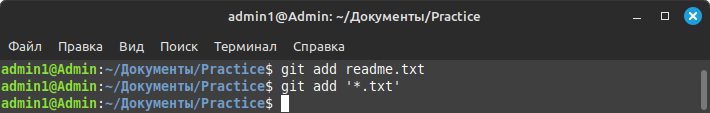 admin1@Admin: ~/Документы/Practice
Файл Правка Вид Поиск Терминал Справка
admin1@Admin:~/Документы/Practice$ git add readme.txt
admin1@Admin:~/Документы/Practice$ git add '*.txt'
admin1@Admin:~/Документы/Practice$